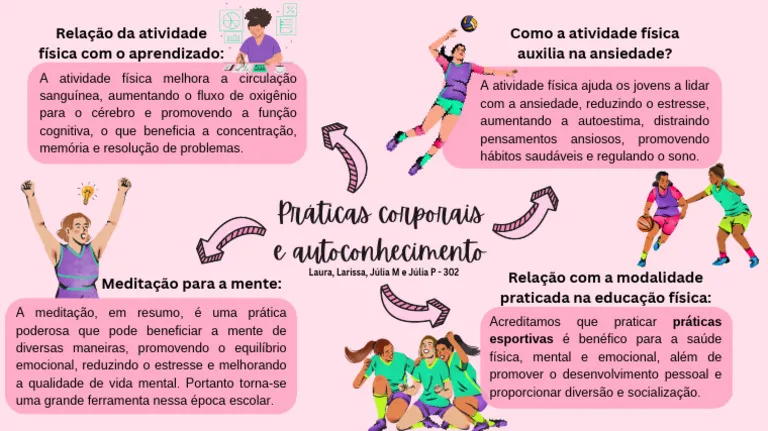 Relação da atividade
física com o aprendizado:
A atividade física melhora a circulação
sanguínea, aumentando o fluxo de oxigênio
para o cérebro e promovendo a função
cognitiva, o que beneficia a concentração,
memória e resolução de problemas.
Como a atividade física
auxilia na ansiedade?
A atividade física ajuda os jovens a lidar
com a ansiedade, reduzindo o estresse,
aumentando a autoestima, distraindo
pensamentos ansiosos, promovendo
hábitos saudáveis e regulando o sono.
Práticas corporais
e autoconhecimento
Laura, Larissa, Júlia M e Júlia P - 302
Meditação para a mente:
A meditação, em resumo, é uma prática
poderosa que pode beneficiar a mente de
diversas maneiras, promovendo o equilíbrio
emocional, reduzindo o estresse e melhorando
a qualidade de vida mental. Portanto torna-se
uma grande ferramenta nessa época escolar.
Relação com a modalidade
praticada na educação física:
Acreditamos que praticar práticas
esportivas é benéfico para a saúde
física, mental e emocional, além de
promover o desenvolvimento pessoal e
proporcionar diversão e socialização.